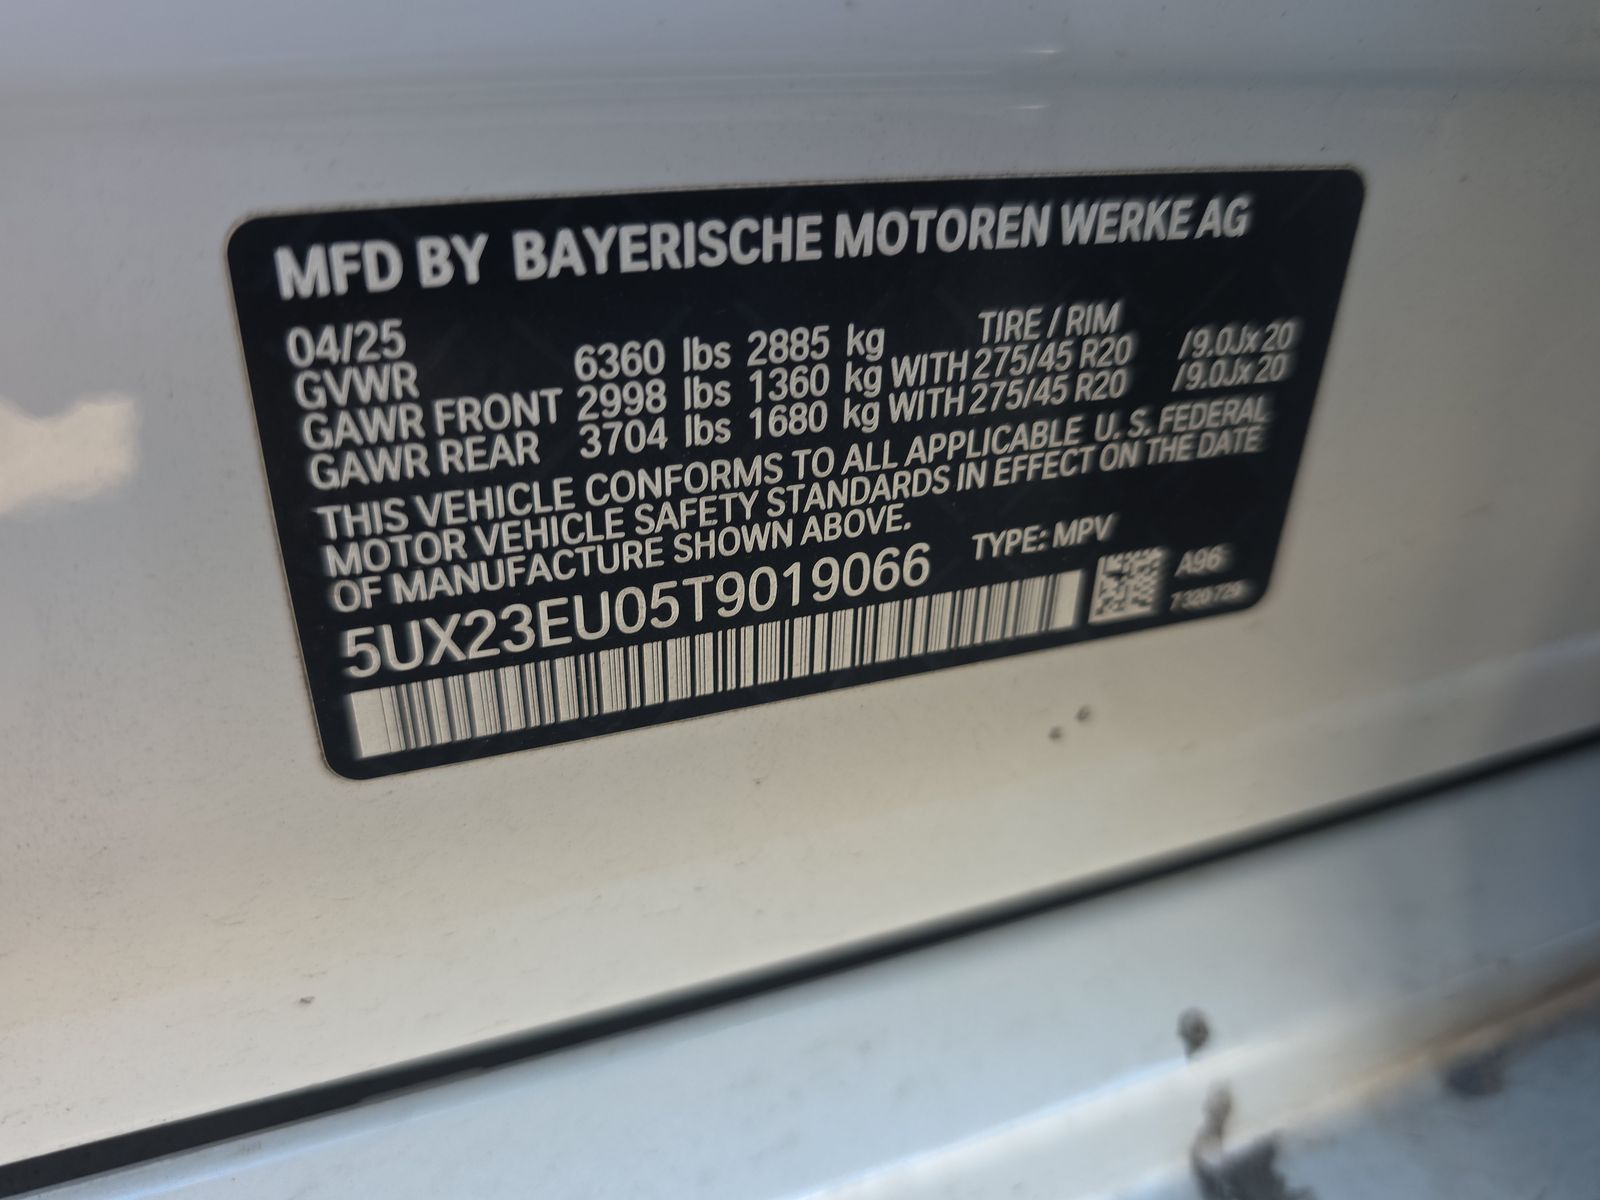 MFD BY BAYERISCHE MOTOREN WERKE AG
04/25 TIRE / RIM
GVWR 6360 lbs 2885 kg
GAWR FRONT 2998 lbs 1360 kg WITH 275/45 R20 /9.0Jx20
GAWR REAR 3704 lbs 1680 kg WITH 275/45 R20 /9.0Jx20
THIS VEHICLE CONFORMS TO ALL APPLICABLE U. S. FEDERAL
MOTOR VEHICLE SAFETY STANDARDS IN EFFECT ON THE DATE
OF MANUFACTURE SHOWN ABOVE.
5UX23EU05T9019066 TYPE: MPV
A96
7 320 729